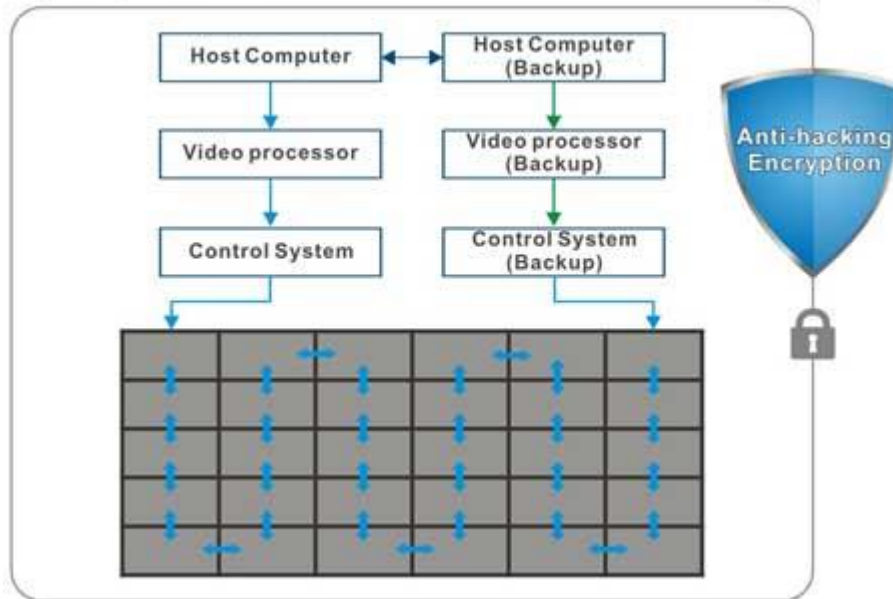 Host Computer
Host Computer
(Backup)
Video processor
Video processor
(Backup)
Control System
Control System
(Backup)
Anti-hacking
Encryption